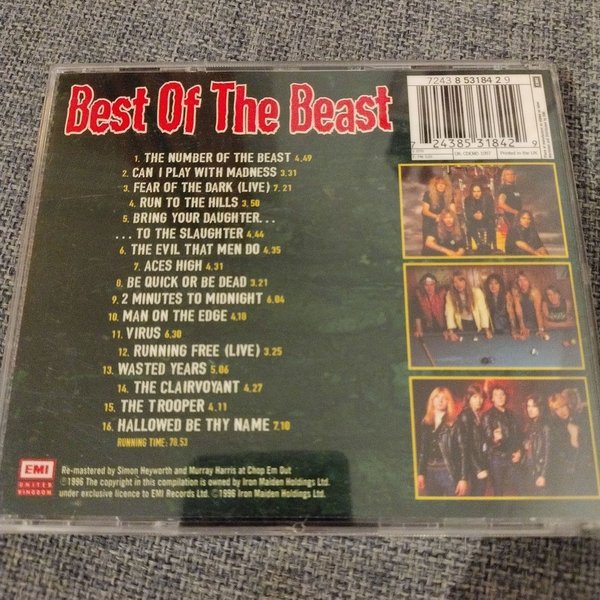 7243 8 53184 2 9
Best Of The Beast
7 24385 31842 9
UK: CDEMD 1097
Printed in the UK
1. THE NUMBER OF THE BEAST 4.49
2. CAN I PLAY WITH MADNESS 3.31
3. FEAR OF THE DARK (LIVE) 7.21
4. RUN TO THE HILLS 3.50
5. BRING YOUR DAUGHTER...
... TO THE SLAUGHTER 4.44
6. THE EVIL THAT MEN DO 4.35
7. ACES HIGH 4.31
8. BE QUICK OR BE DEAD 3.21
9. 2 MINUTES TO MIDNIGHT 6.04
10. MAN ON THE EDGE 4.10
11. VIRUS 6.30
12. RUNNING FREE (LIVE) 3.25
13. WASTED YEARS 5.06
14. THE CLAIRVOYANT 4.27
15. THE TROOPER 4.11
16. HALLOWED BE THY NAME 7.10
RUNNING TIME: 78.53
EMI
UNITED
KINGDOM
Re-mastered by Simon Heyworth and Murray Harris at Chop Em Out
℗1996 The copyright in this compilation is owned by Iron Maiden Holdings Ltd.
under exclusive licence to EMI Records Ltd. ©1996 Iron Maiden Holdings Ltd.